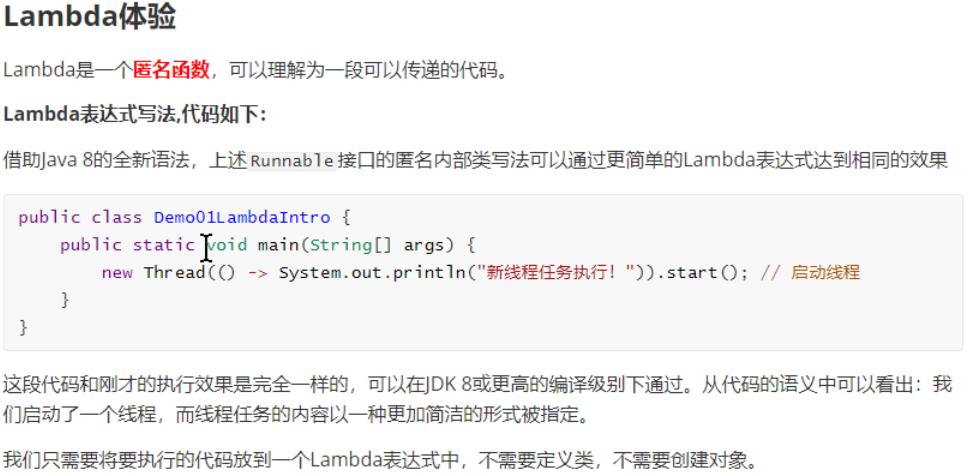 Lambda体验
Lambda是一个匿名函数，可以理解为一段可以传递的代码。
Lambda表达式写法,代码如下：
借助Java 8的全新语法，上述Runnable接口的匿名内部类写法可以通过更简单的Lambda表达式达到相同的效果
public class Demo01LambdaIntro {
    public static void main(String[] args) {
        new Thread(() -> System.out.println("新线程任务执行！")).start(); // 启动线程
    }
}
这段代码和刚才的执行效果是完全一样的，可以在JDK 8或更高的编译级别下通过。从代码的语义中可以看出：我
们启动了一个线程，而线程任务的内容以一种更加简洁的形式被指定。
我们只需要将要执行的代码放到一个Lambda表达式中，不需要定义类，不需要创建对象。